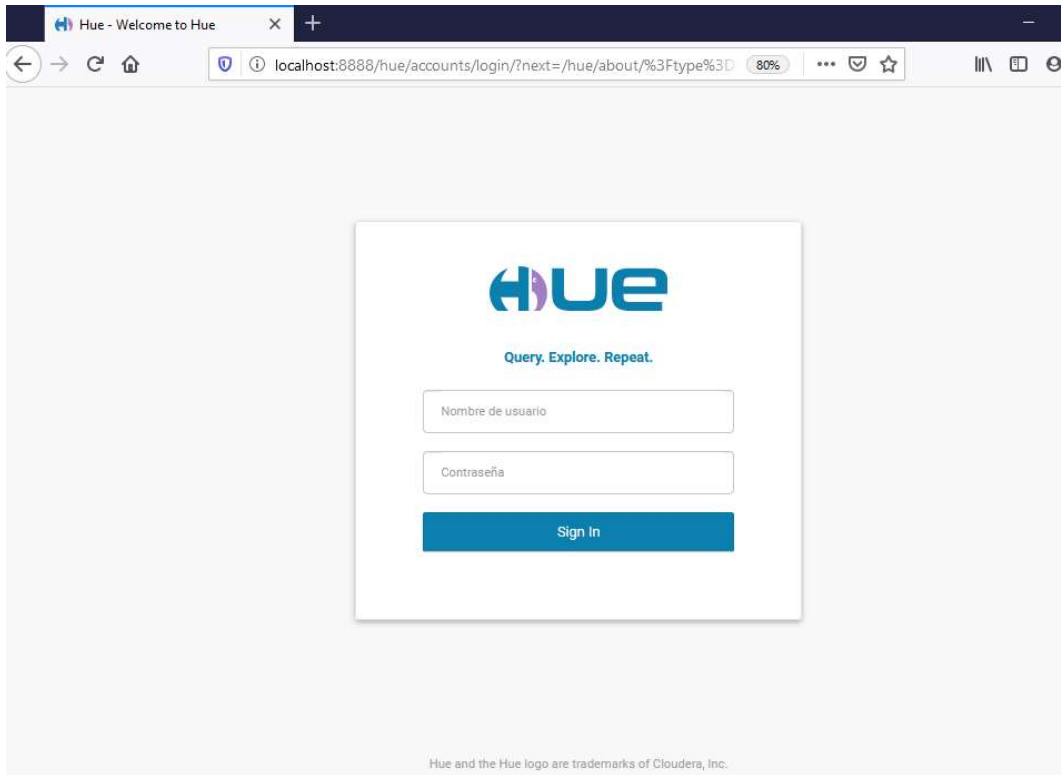 Hue - Welcome to Hue
localhost:8888/hue/accounts/login/?next=/hue/about/%3Ftype%3D 80%
HUE
Query. Explore. Repeat.
Nombre de usuario
Contraseña
Sign In
Hue and the Hue logo are trademarks of Cloudera, Inc.